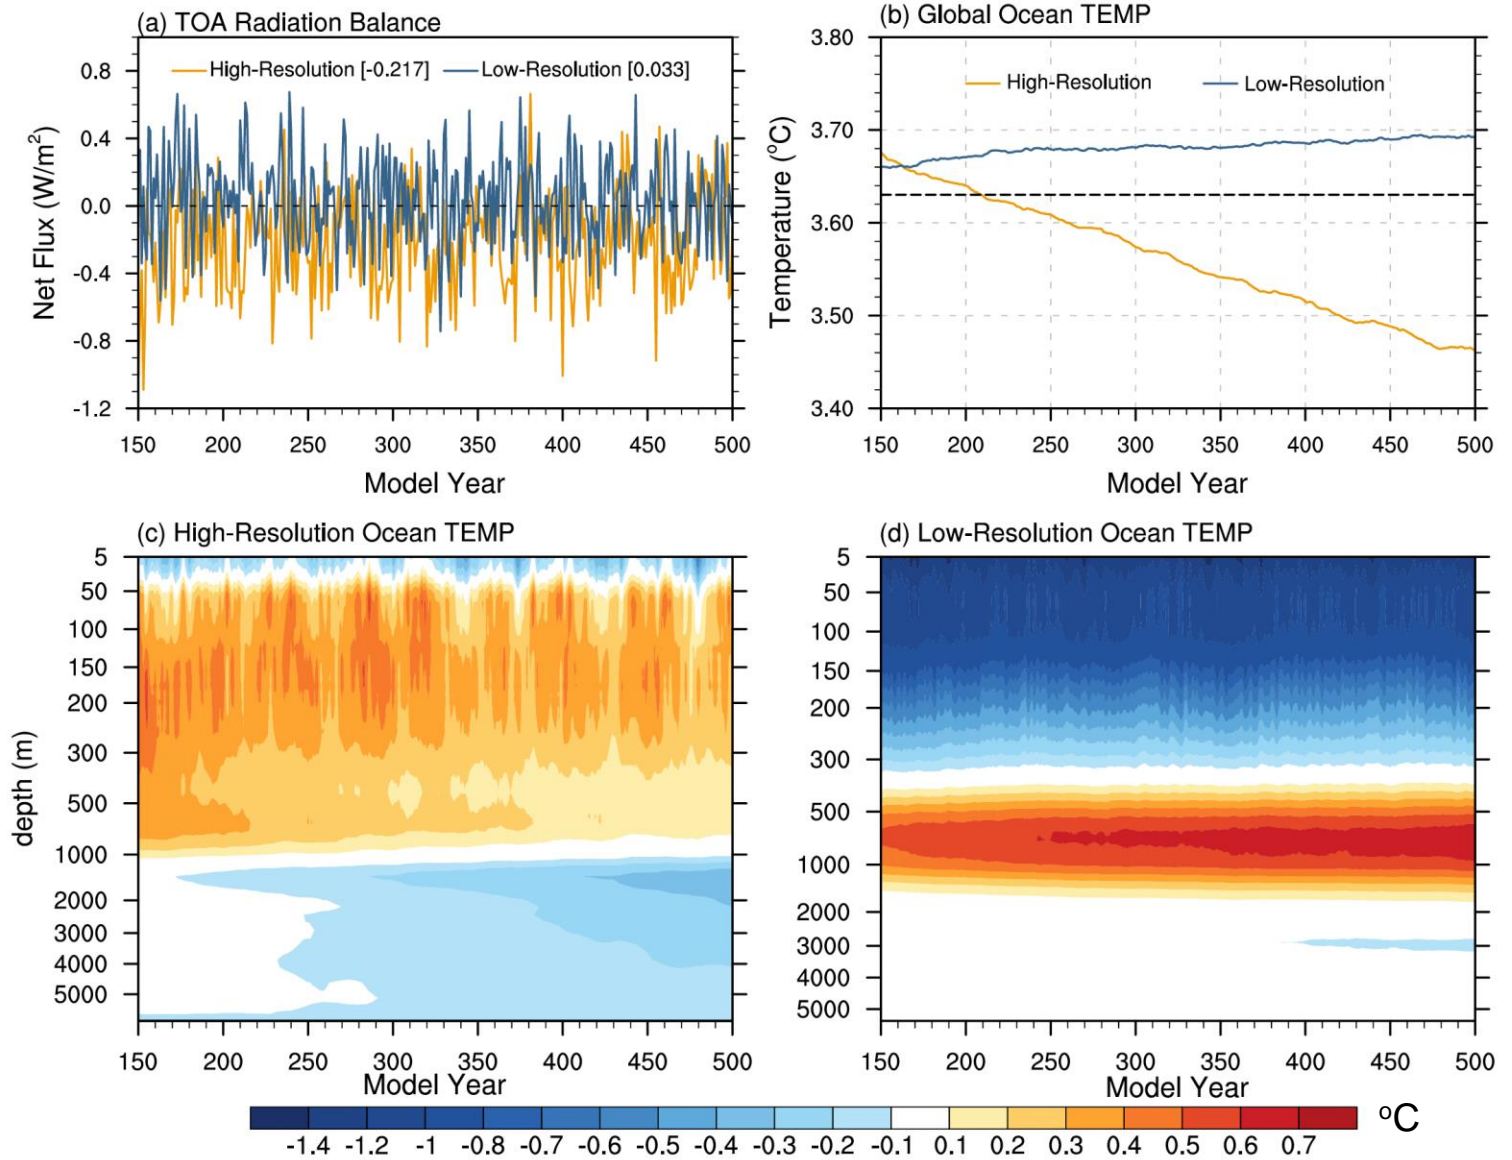 (a) TOA Radiation Balance
High-Resolution [-0.217]
Low-Resolution [0.033]
0.8
0.4
0.0
-0.4
-0.8
-1.2
Net Flux (W/m²)
150 200 250 300 350 400 450 500
Model Year
(b) Global Ocean TEMP
High-Resolution
Low-Resolution
3.80
3.70
3.60
3.50
3.40
Temperature (°C)
150 200 250 300 350 400 450 500
Model Year
(c) High-Resolution Ocean TEMP
5
50
100
150
200
300
500
1000
2000
3000
4000
5000
depth (m)
150 200 250 300 350 400 450 500
Model Year
(d) Low-Resolution Ocean TEMP
5
50
100
150
200
300
500
1000
2000
3000
4000
5000
150 200 250 300 350 400 450 500
Model Year
-1.4 -1.2 -1 -0.8 -0.7 -0.6 -0.5 -0.4 -0.3 -0.2 -0.1 0.1 0.2 0.3 0.4 0.5 0.6 0.7
°C